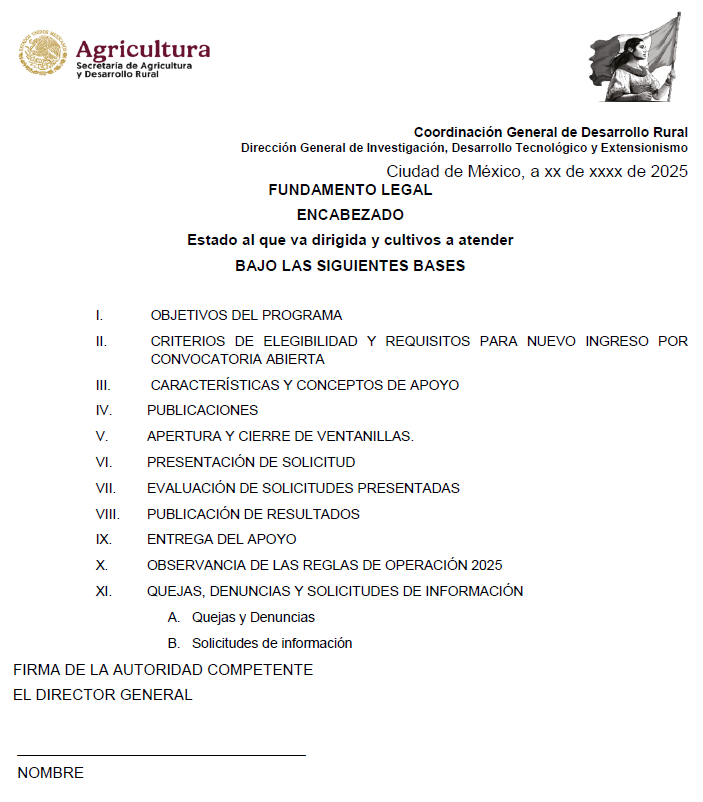 Agricultura
Secretaría de Agricultura
y Desarrollo Rural
Coordinación General de Desarrollo Rural
Dirección General de Investigación, Desarrollo Tecnológico y Extensionismo
Ciudad de México, a xx de xxxx de 2025
FUNDAMENTO LEGAL
ENCABEZADO
Estado al que va dirigida y cultivos a atender
BAJO LAS SIGUIENTES BASES
I. OBJETIVOS DEL PROGRAMA
II. CRITERIOS DE ELEGIBILIDAD Y REQUISITOS PARA NUEVO INGRESO POR
CONVOCATORIA ABIERTA
III. CARACTERÍSTICAS Y CONCEPTOS DE APOYO
IV. PUBLICACIONES
V. APERTURA Y CIERRE DE VENTANILLAS.
VI. PRESENTACIÓN DE SOLICITUD
VII. EVALUACIÓN DE SOLICITUDES PRESENTADAS
VIII. PUBLICACIÓN DE RESULTADOS
IX. ENTREGA DEL APOYO
X. OBSERVANCIA DE LAS REGLAS DE OPERACIÓN 2025
XI. QUEJAS, DENUNCIAS Y SOLICITUDES DE INFORMACIÓN
A. Quejas y Denuncias
B. Solicitudes de información
FIRMA DE LA AUTORIDAD COMPETENTE
EL DIRECTOR GENERAL
NOMBRE